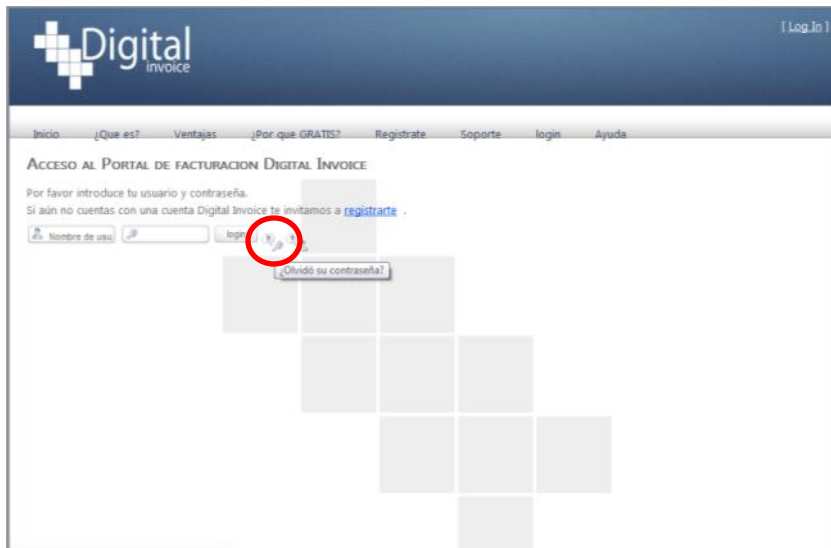 [ Log In ]
Digital
invoice
Inicio ¿Que es? Ventajas ¿Por que GRATIS? Registrate Soporte login Ayuda
ACCESO AL PORTAL DE FACTURACION DIGITAL INVOICE
Por favor introduce tu usuario y contraseña.
Si aún no cuentas con una cuenta Digital Invoice te invitamos a registrarte .
Nombre de usu login ? ?
¿Olvidó su contraseña?